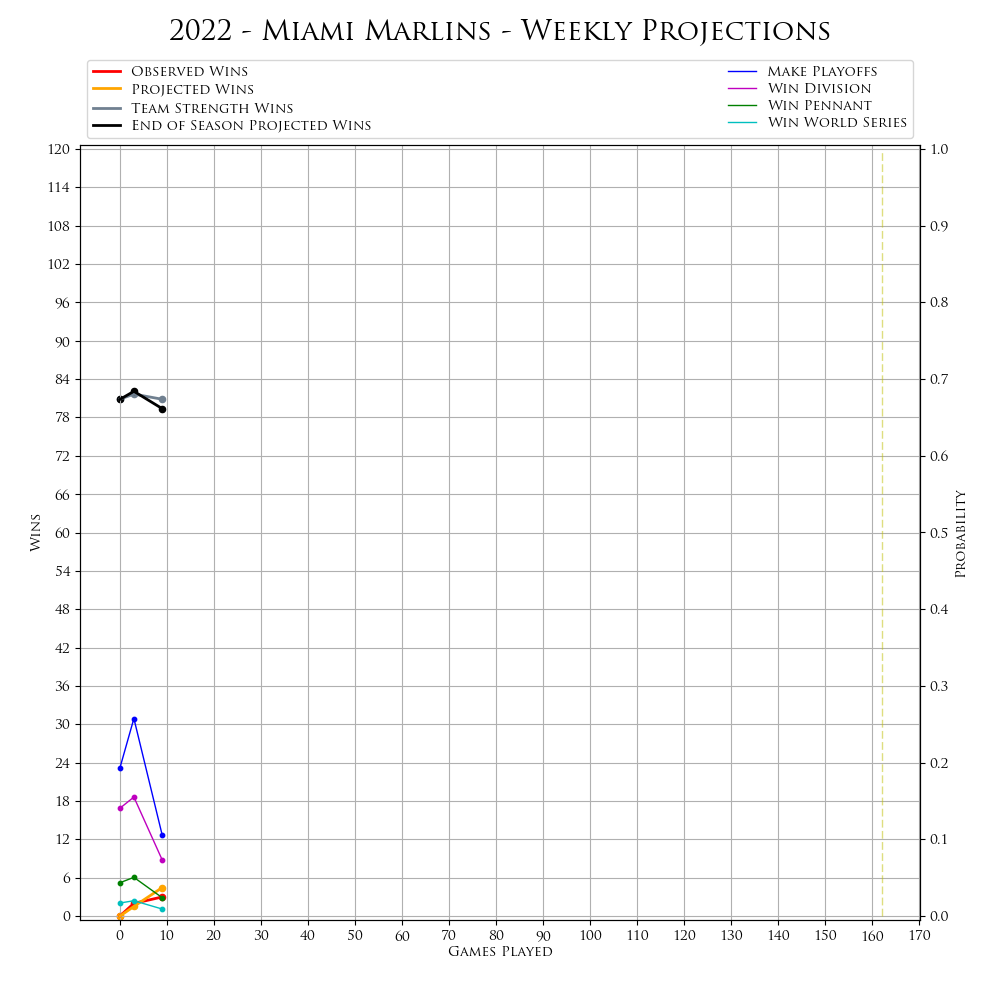 2022 - Miami Marlins - Weekly Projections
Observed Wins
Projected Wins
Team Strength Wins
End of Season Projected Wins
Make Playoffs
Win Division
Win Pennant
Win World Series
120
114
108
102
96
90
84
78
72
66
60
54
48
42
36
30
24
18
12
6
0
Wins
1.0
0.9
0.8
0.7
0.6
0.5
0.4
0.3
0.2
0.1
0.0
Probability
0 10 20 30 40 50 60 70 80 90 100 110 120 130 140 150 160 170
Games Played